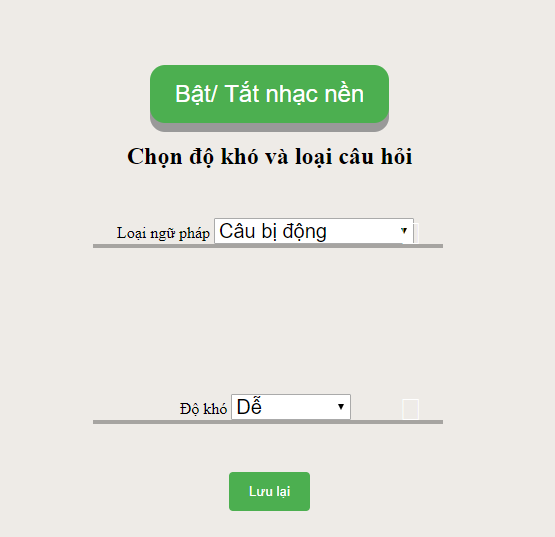 Bật/ Tắt nhạc nền
Chọn độ khó và loại câu hỏi
Loại ngữ pháp Câu bị động
Độ khó Dễ
Lưu lại